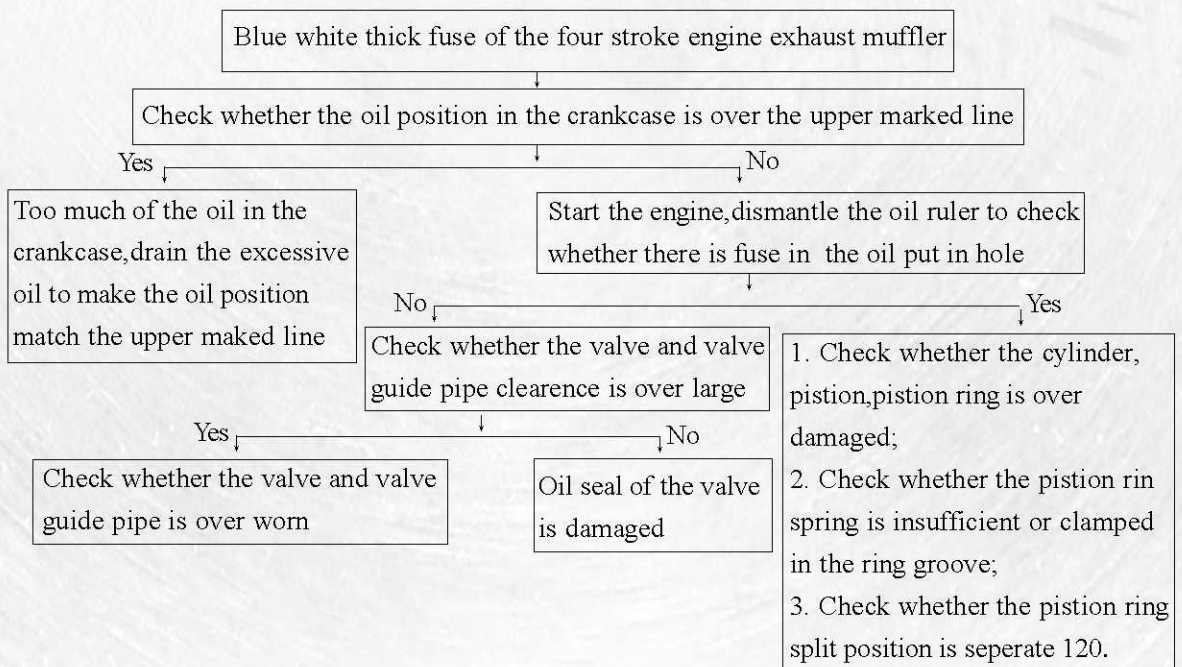 Blue white thick fuse of the four stroke engine exhaust muffler
Check whether the oil position in the crankcase is over the upper marked line
Yes
No
Too much of the oil in the
crankcase,drain the excessive
oil to make the oil position
match the upper maked line
Start the engine,dismantle the oil ruler to check
whether there is fuse in the oil put in hole
No
Yes
Check whether the valve and valve
guide pipe clearence is over large
1. Check whether the cylinder,
pistion,pistion ring is over
damaged;
2. Check whether the pistion rin
spring is insufficient or clamped
in the ring groove;
3. Check whether the pistion ring
split position is seperate 120.
Yes
No
Check whether the valve and valve
guide pipe is over worn
Oil seal of the valve
is damaged